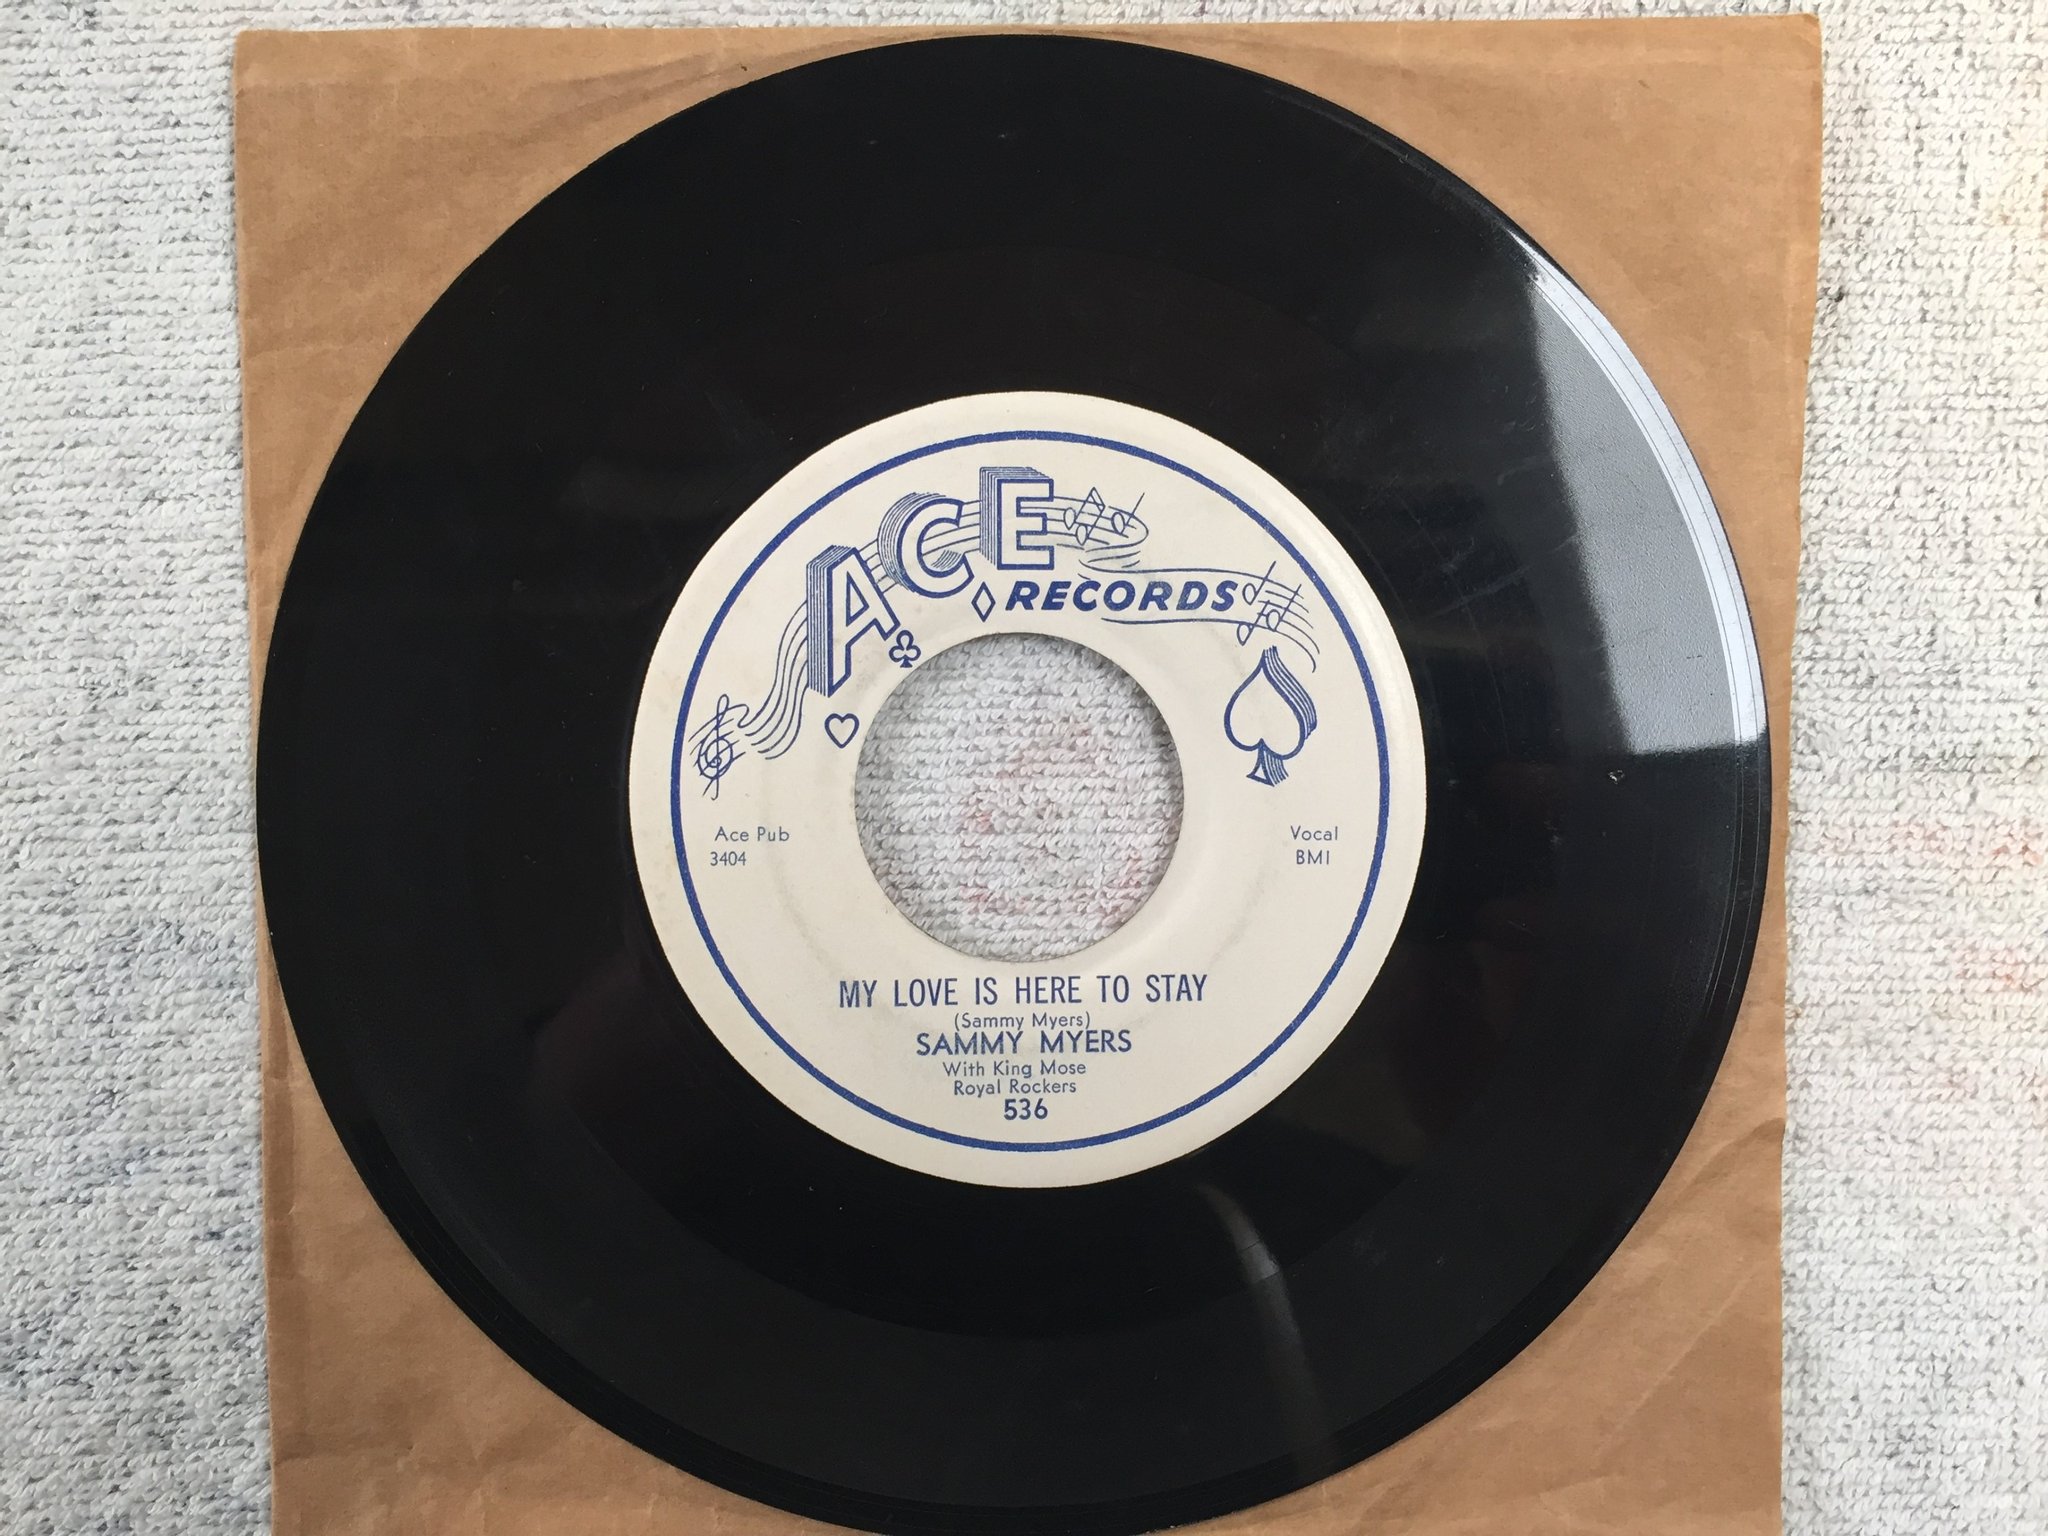 ACE
RECORDS
Ace Pub
3404
Vocal
BMI
MY LOVE IS HERE TO STAY
(Sammy Myers)
SAMMY MYERS
With King Mose
Royal Rockers
536